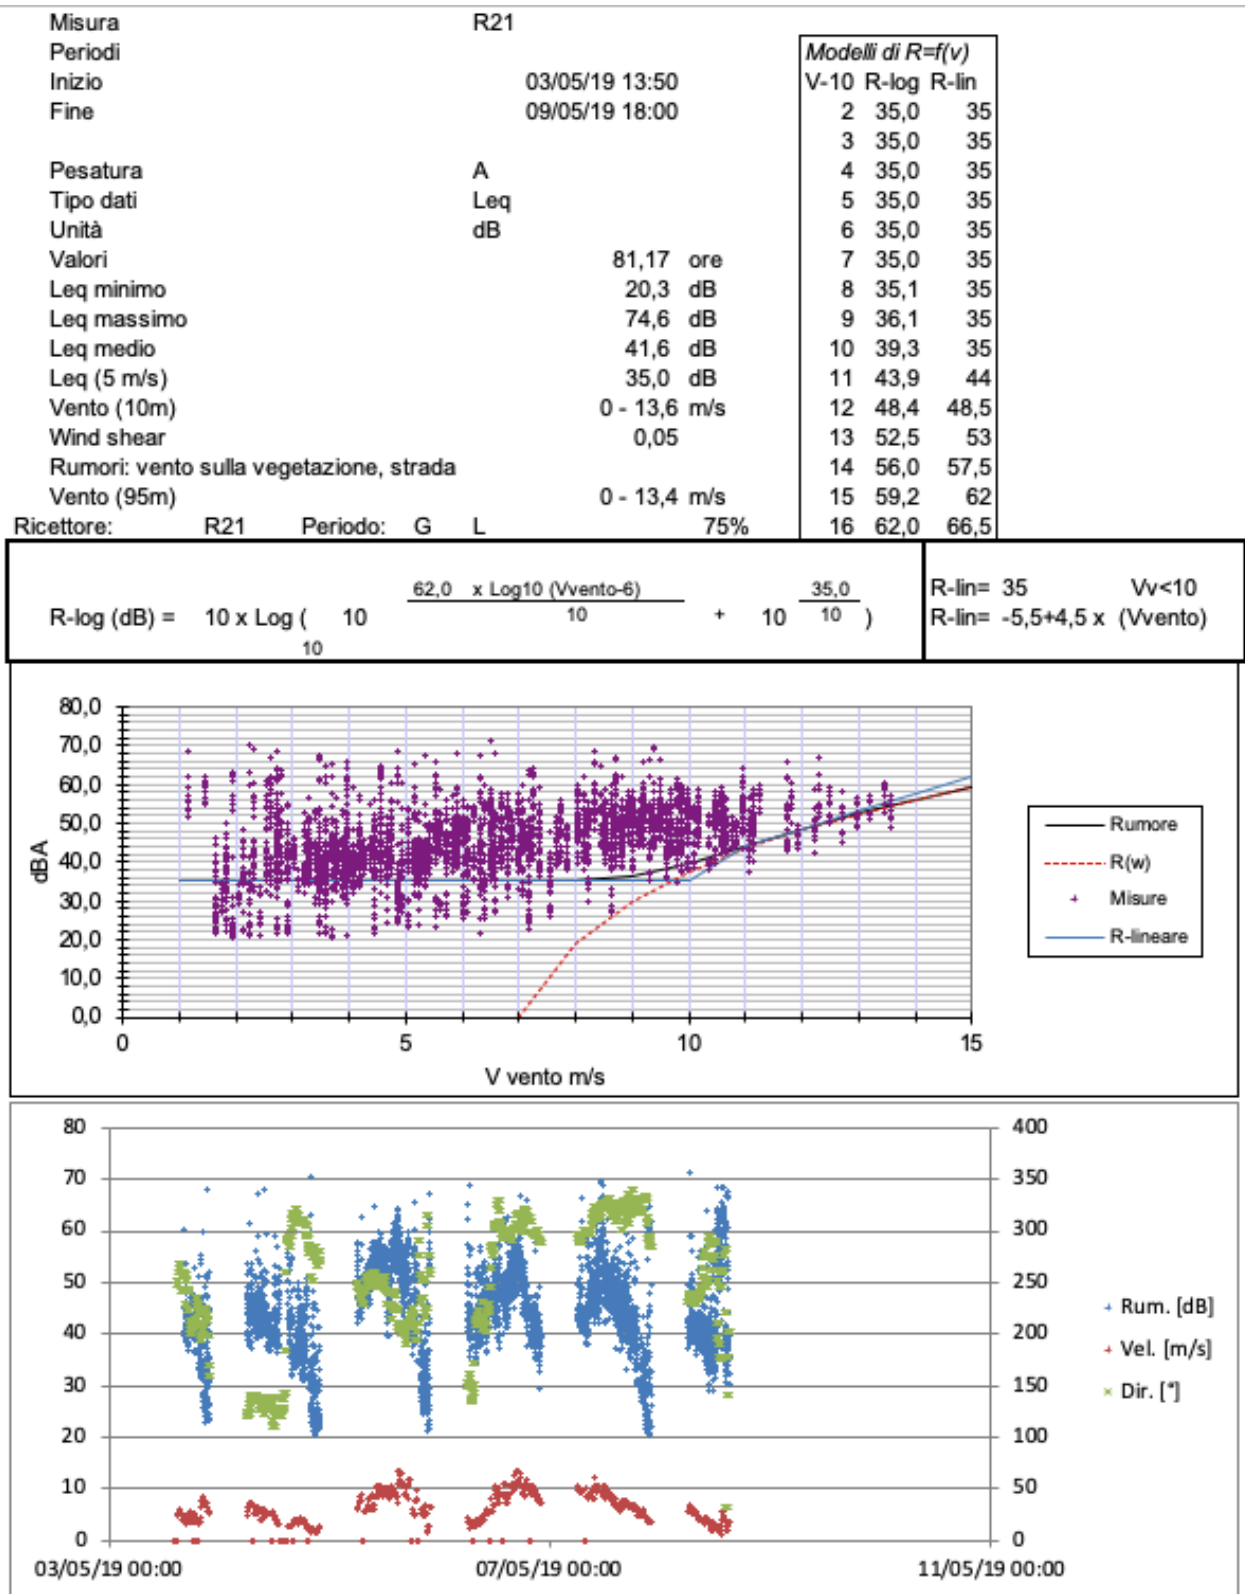 Misura R21
Periodi Modelli di R=f(v)
Inizio 03/05/19 13:50 V-10 R-log R-lin
Fine 09/05/19 18:00 2 35,0 35
3 35,0 35
Pesatura A 4 35,0 35
Tipo dati Leq 5 35,0 35
Unità dB 6 35,0 35
Valori 81,17 ore 7 35,0 35
Leq minimo 20,3 dB 8 35,1 35
Leq massimo 74,6 dB 9 36,1 35
Leq medio 41,6 dB 10 39,3 35
Leq (5 m/s) 35,0 dB 11 43,9 44
Vento (10m) 0 - 13,6 m/s 12 48,4 48,5
Wind shear 0,05 13 52,5 53
Rumori: vento sulla vegetazione, strada 14 56,0 57,5
Vento (95m) 0 - 13,4 m/s 15 59,2 62
Ricettore: R21 Periodo: G L 75% 16 62,0 66,5
62,0 x Log10 (Vvento-6) 35,0 R-lin= 35 Vv<10
R-log (dB) = 10 x Log ( 10 10 + 10 10 ) R-lin= -5,5+4,5 x (Vvento)
10
80,0
70,0
60,0
50,0
40,0
30,0
20,0
10,0
0,0
dBA
0 5 10 15
V vento m/s
Rumore
R(w)
Misure
R-lineare
80 400
70 350
60 300
50 250
40 200
30 150
20 100
10 50
0 0
03/05/19 00:00 07/05/19 00:00 11/05/19 00:00
Rum. [dB]
Vel. [m/s]
Dir. [°]